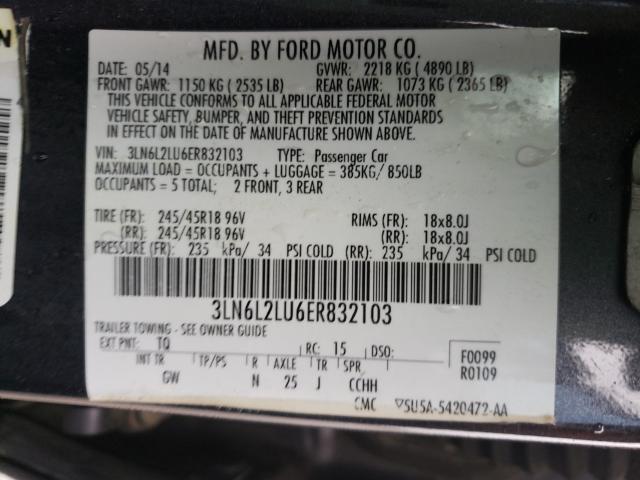 MFD. BY FORD MOTOR CO.
DATE: 05/14 GVWR: 2218 KG ( 4890 LB)
FRONT GAWR: 1150 KG ( 2535 LB) REAR GAWR: 1073 KG ( 2365 LB)
THIS VEHICLE CONFORMS TO ALL APPLICABLE FEDERAL MOTOR
VEHICLE SAFETY, BUMPER, AND THEFT PREVENTION STANDARDS
IN EFFECT ON THE DATE OF MANUFACTURE SHOWN ABOVE.
VIN: 3LN6L2LU6ER832103 TYPE: Passenger Car
MAXIMUM LOAD = OCCUPANTS + LUGGAGE = 385KG/ 850LB
OCCUPANTS = 5 TOTAL; 2 FRONT, 3 REAR
TIRE (FR): 245/45R18 96V RIMS (FR): 18x8.0J
(RR): 245/45R18 96V (RR): 18x8.0J
PRESSURE (FR): 235 kPa/ 34 PSI COLD (RR): 235 kPa/ 34 PSI COLD
3LN6L2LU6ER832103
TRAILER TOWING - SEE OWNER GUIDE
EXT PNT: TQ RC: 15 DSO: F0099
INT TR TP/PS R AXLE TR SPR R0109
GW N 25 J CCHH
CMC 5U5A-5420472-AA